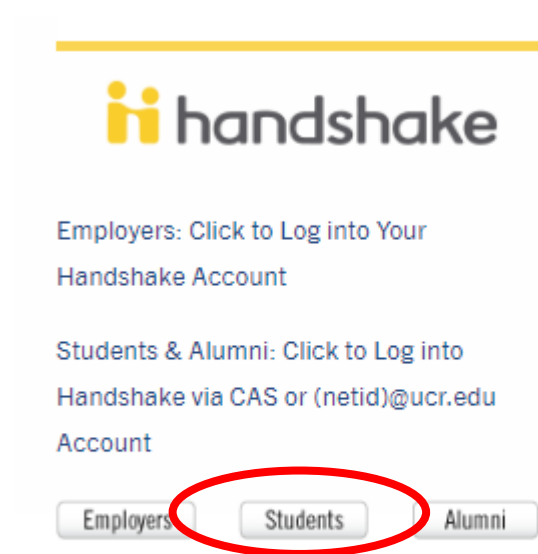 handshake
Employers: Click to Log into Your
Handshake Account
Students & Alumni: Click to Log into
Handshake via CAS or (netid)@ucr.edu
Account
Employers Students Alumni